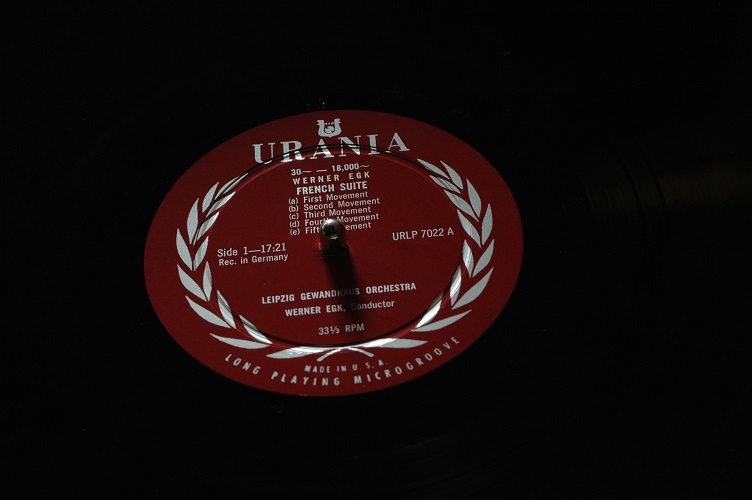 URANIA
30~ — 18,000~
WERNER EGK
FRENCH SUITE
(a) First Movement
(b) Second Movement
(c) Third Movement
(d) Fourth Movement
(e) Fifth Movement
Side 1—17:21
Rec. in Germany
URLP 7022 A
LEIPZIG GEWANDHAUS ORCHESTRA
WERNER EGK, Conductor
33⅓ RPM
MADE IN U. S. A.
LONG PLAYING MICROGROOVE